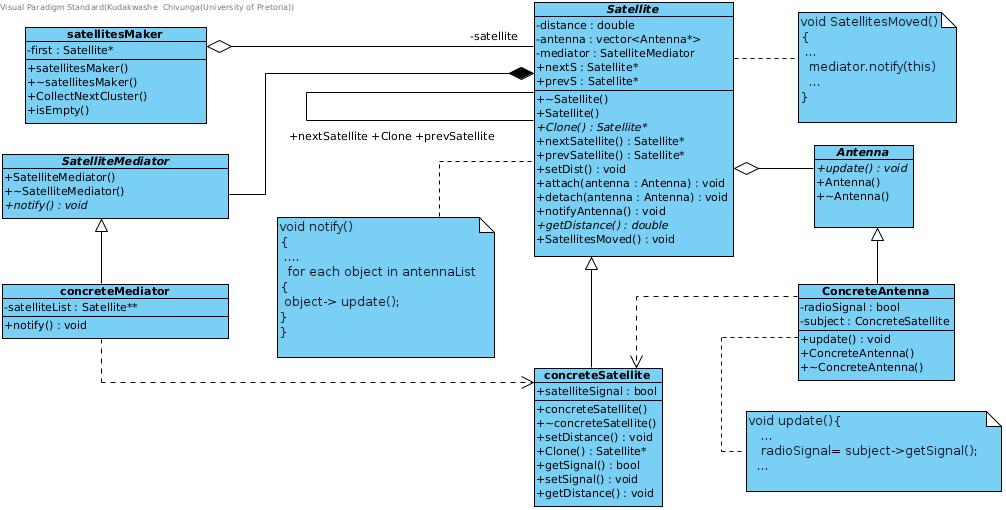 Visual Paradigm Standard(Kudakwashe Chivunga(University of Pretoria))
satellitesMaker
-first : Satellite*
+satellitesMaker()
+~satellitesMaker()
+CollectNextCluster()
+isEmpty()
-satellite
Satellite
-distance : double
-antenna : vector<Antenna*>
-mediator : SatelliteMediator
+nextS : Satellite*
+prevS : Satellite*
+~Satellite()
+Satellite()
+Clone() : Satellite*
+nextSatellite() : Satellite*
+prevSatellite() : Satellite*
+setDist() : void
+attach(antenna : Antenna) : void
+detach(antenna : Antenna) : void
+notifyAntenna() : void
+getDistance() : double
+SatellitesMoved() : void
void SatellitesMoved()
{
...
mediator.notify(this)
...
}
+nextSatellite +Clone +prevSatellite
SatelliteMediator
+SatelliteMediator()
+~SatelliteMediator()
+notify() : void
Antenna
+update() : void
+Antenna()
+~Antenna()
void notify()
{
....
for each object in antennaList
{
object-> update();
}
}
concreteMediator
-satelliteList : Satellite**
+notify() : void
ConcreteAntenna
-radioSignal : bool
-subject : ConcreteSatellite
+update() : void
+ConcreteAntenna()
+~ConcreteAntenna()
concreteSatellite
+satelliteSignal : bool
+concreteSatellite()
+~concreteSatellite()
+setDistance() : void
+Clone() : Satellite*
+getSignal() : bool
+setSignal() : void
+getDistance() : void
void update(){
...
radioSignal= subject->getSignal();
...